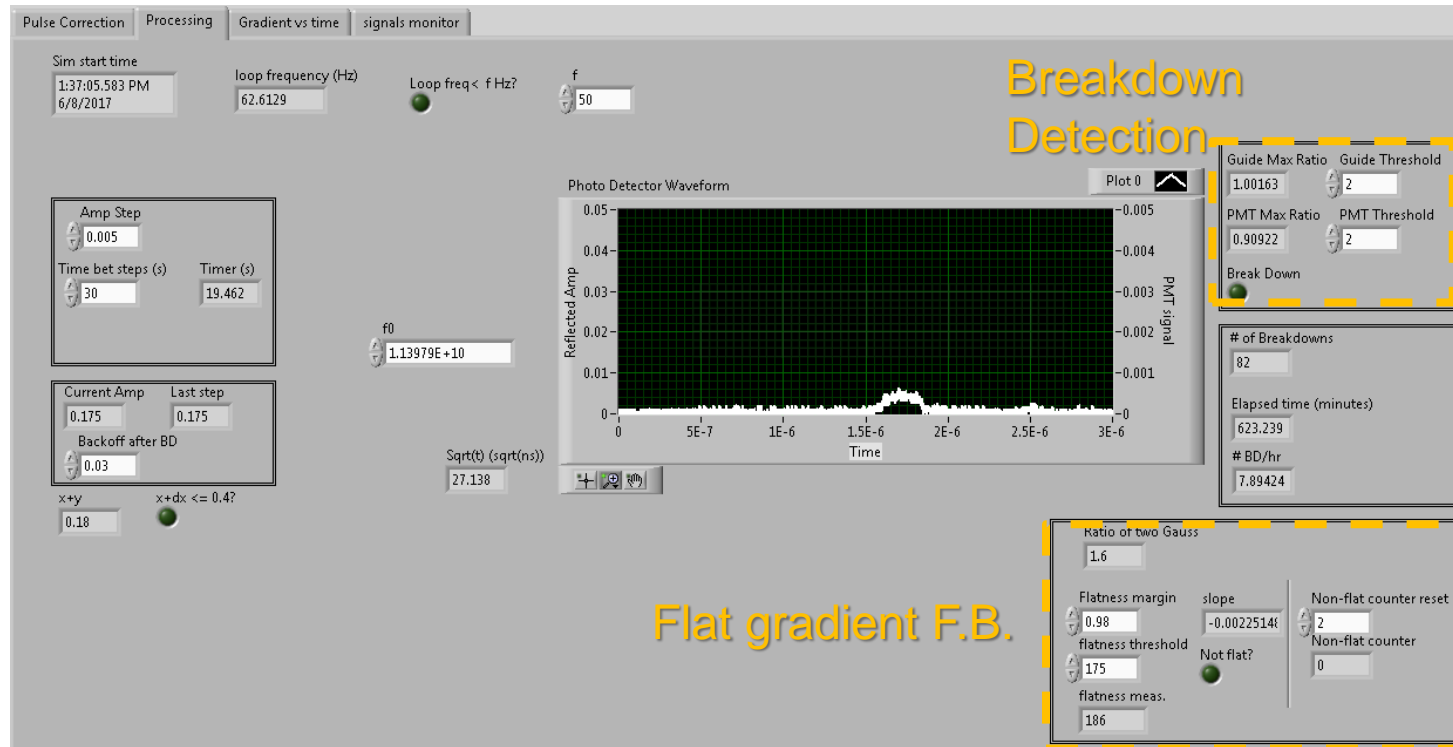 Pulse Correction Processing Gradient vs time signals monitor
Sim start time
1:37:05.583 PM
6/8/2017
loop frequency (Hz)
62.6129
Loop freq< f Hz?
f
50
Breakdown
Detection
Guide Max Ratio Guide Threshold
1.00163 2
PMT Max Ratio PMT Threshold
0.90922 2
Break Down
Amp Step
0.005
Time bet steps (s) Timer (s)
30 19.462
f0
1.13979E+10
Photo Detector Waveform
Plot 0
Reflected Amp
0.05
0.04
0.03
0.02
0.01
0
PMT signal
-0.005
-0.004
-0.003
-0.002
-0.001
-0
0 5E-7 1E-6 1.5E-6 2E-6 2.5E-6 3E-6
Time
# of Breakdowns
82
Elapsed time (minutes)
623.239
# BD/hr
7.89424
Current Amp Last step
0.175 0.175
Backoff after BD
0.03
x+y x+dx <= 0.4?
0.18
Sqrt(t) (sqrt(ns))
27.138
Flat gradient F.B.
Ratio of two Gauss
1.6
Flatness margin slope Non-flat counter reset
0.98 -0.0022514 2
flatness threshold Not flat? Non-flat counter
175 0
flatness meas.
186